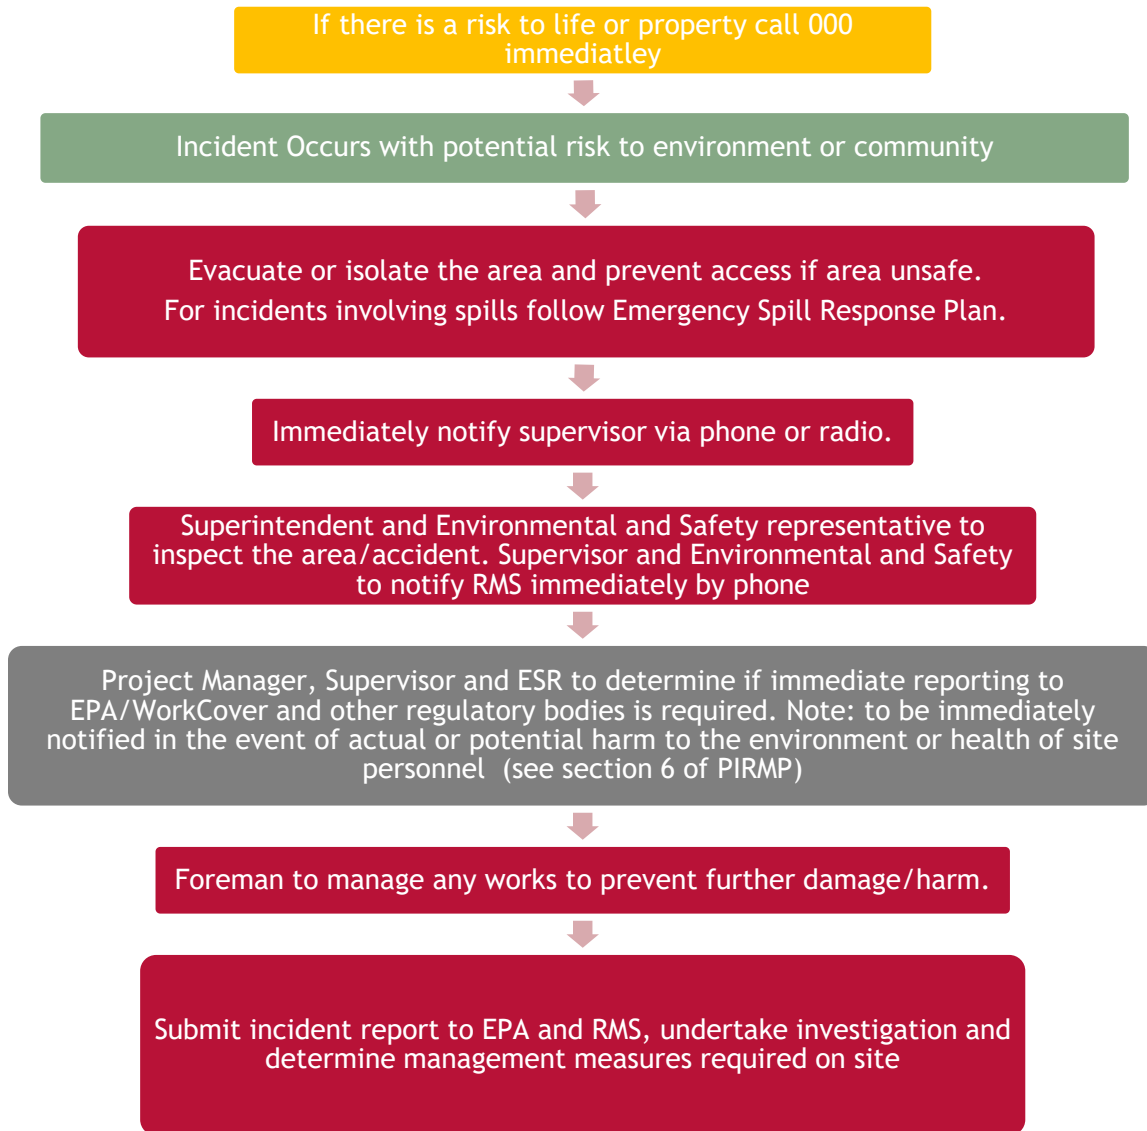 If there is a risk to life or property call 000
immediatley
Incident Occurs with potential risk to environment or community
Evacuate or isolate the area and prevent access if area unsafe.
For incidents involving spills follow Emergency Spill Response Plan.
Immediately notify supervisor via phone or radio.
Superintendent and Environmental and Safety representative to
inspect the area/accident. Supervisor and Environmental and Safety
to notify RMS immediately by phone
Project Manager, Supervisor and ESR to determine if immediate reporting to
EPA/WorkCover and other regulatory bodies is required. Note: to be immediately
notified in the event of actual or potential harm to the environment or health of site
personnel (see section 6 of PIRMP)
Foreman to manage any works to prevent further damage/harm.
Submit incident report to EPA and RMS, undertake investigation and
determine management measures required on site